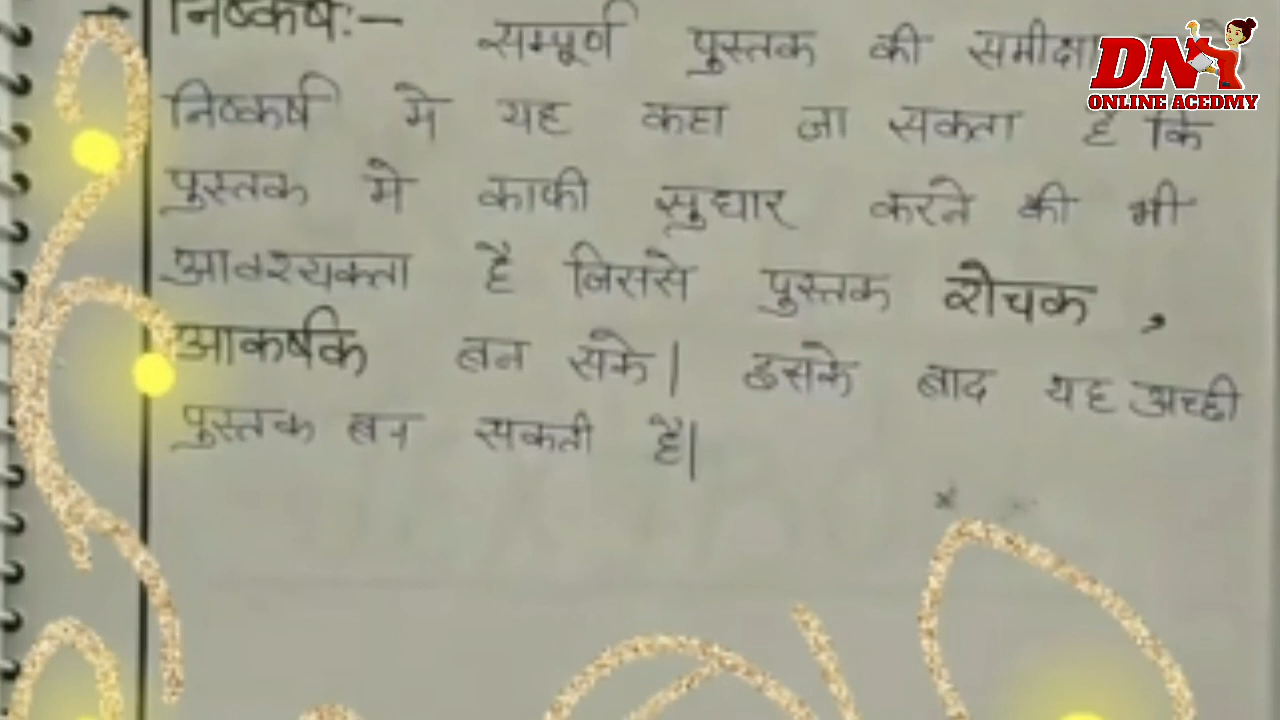 निष्कर्ष:- सम्पूर्ण पुस्तक की समीक्षा
निष्कर्ष मे यह कहा जा सकता है कि
पुस्तक मे काफी सुधार करने की भी
आवश्यकता है जिससे पुस्तक रोचक ,
आकर्षक बन सके। इसके बाद यह अच्छी
पुस्तक बन सकती है।
DN
ONLINE ACEDMY